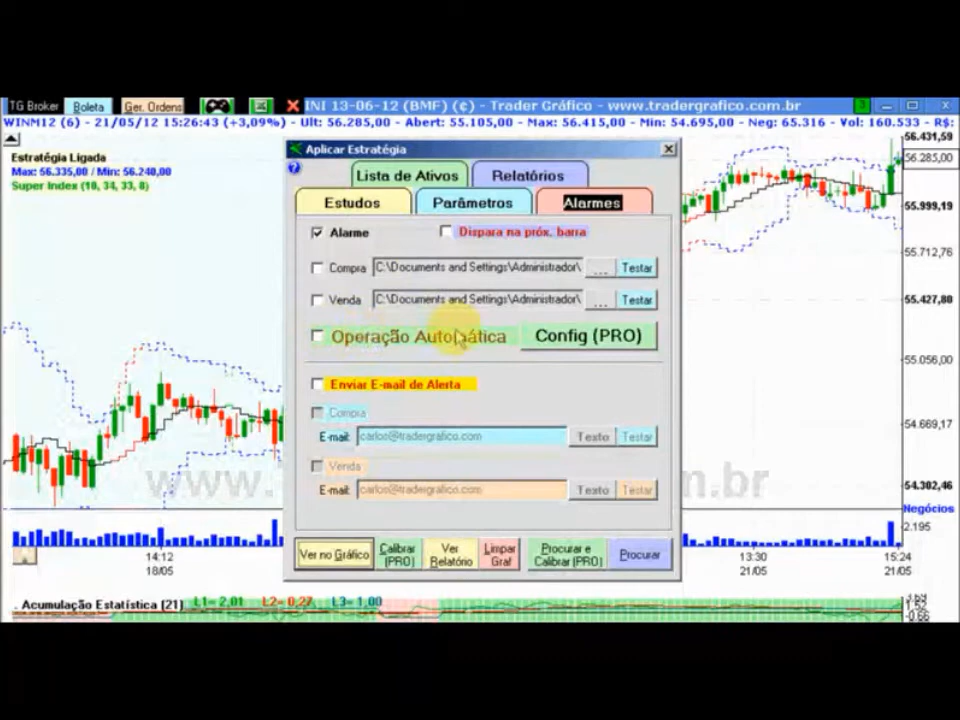 TG Broker Boleta Ger. Ordens INI 13-06-12 (BMF) (¢) - Trader Gráfico - www.tradergrafico.com.br 3
WINM12 (6) - 21/05/12 15:26:43 (+3,09%) - Ult: 56.285,00 - Abert: 55.105,00 - Max: 56.415,00 - Min: 54.695,00 - Neg: 65.316 - Vol: 160.533 - R$:
Estratégia Ligada
Max: 56.335,00 / Min: 56.240,00
Super Index (10, 34, 33, 8)
Aplicar Estratégia
Lista de Ativos Relatórios
Estudos Parâmetros Alarmes
Alarme Dispara na próx. barra
Compra C:\Documents and Settings\Administrador\ ... Testar
Venda C:\Documents and Settings\Administrador\ ... Testar
Operação Automática Config (PRO)
Enviar E-mail de Alerta
Compra
E-mail: carlos@tradergrafico.com Texto Testar
Venda
E-mail: carlos@tradergrafico.com Texto Testar
Ver no Gráfico
Calibrar (PRO)
Ver Relatório
Limpar Graf
Procurar e Calibrar (PRO)
Procurar
56.431,59
56.285,00
55.999,19
55.712,76
55.427,80
55.056,00
54.669,17
54.302,46
Negócios
2.195
www. m.br
14:12
18/05
13:30
21/05
15:24
21/05
. Acumulação Estatística (21) L1= 2,01 L2= 0,27 L3= 1,00